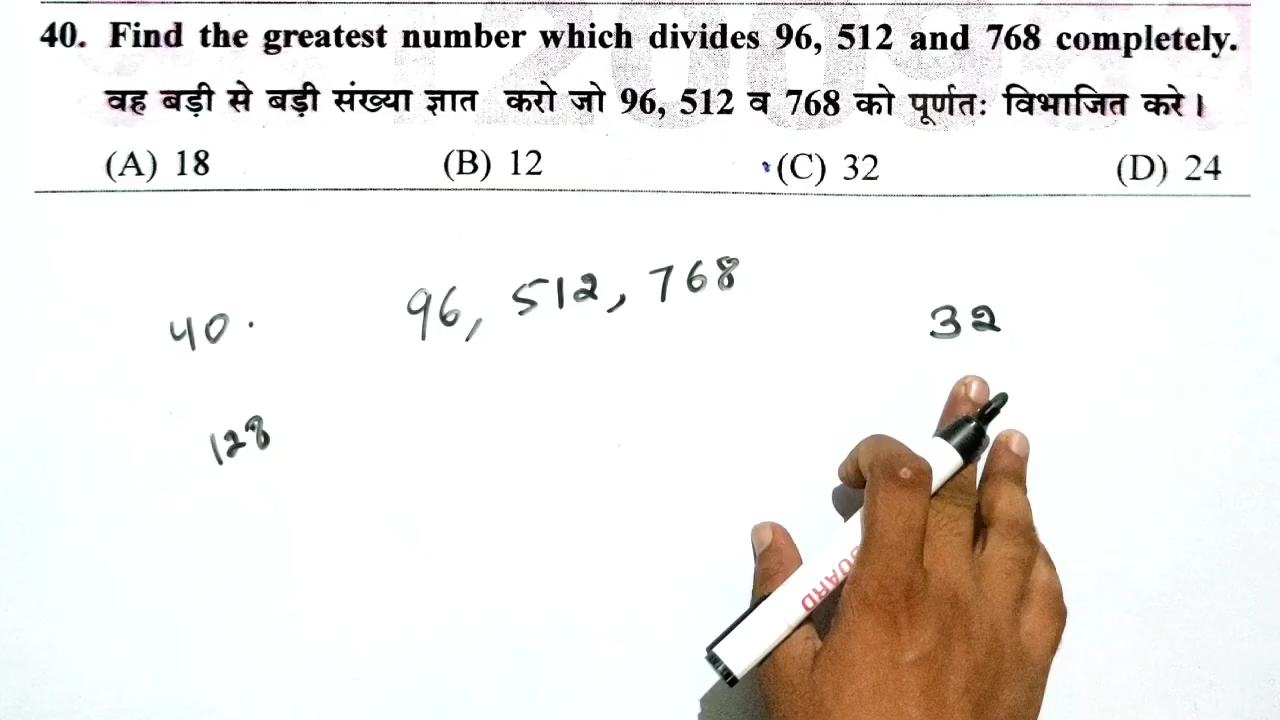 40. Find the greatest number which divides 96, 512 and 768 completely.
वह बड़ी से बड़ी संख्या ज्ञात करो जो 96, 512 व 768 को पूर्णतः विभाजित करे।
(A) 18 (B) 12 (C) 32 (D) 24
40. 96, 512, 768 32
128